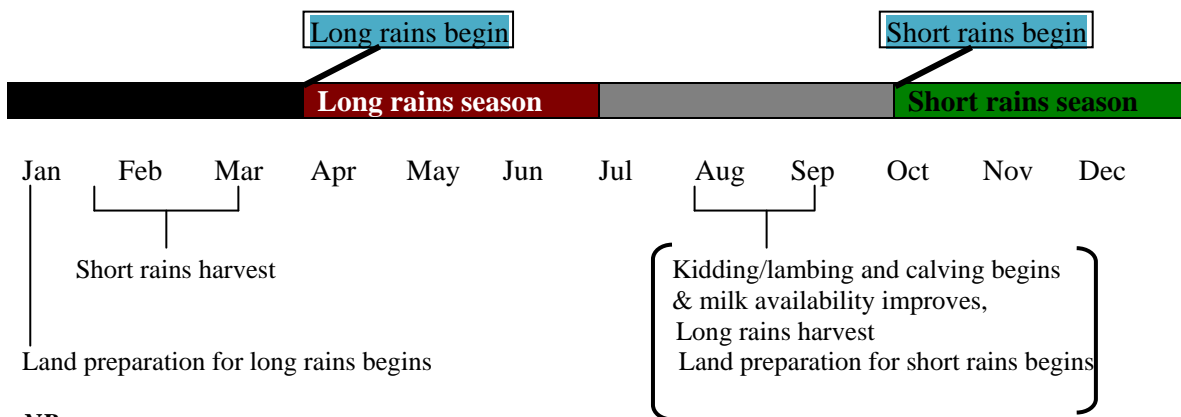 Long rains begin
Short rains begin
Long rains season
Short rains season
Jan Feb Mar Apr May Jun Jul Aug Sep Oct Nov Dec
Short rains harvest
Kidding/lambing and calving begins
& milk availability improves,
Long rains harvest
Land preparation for long rains begins
Land preparation for short rains begins